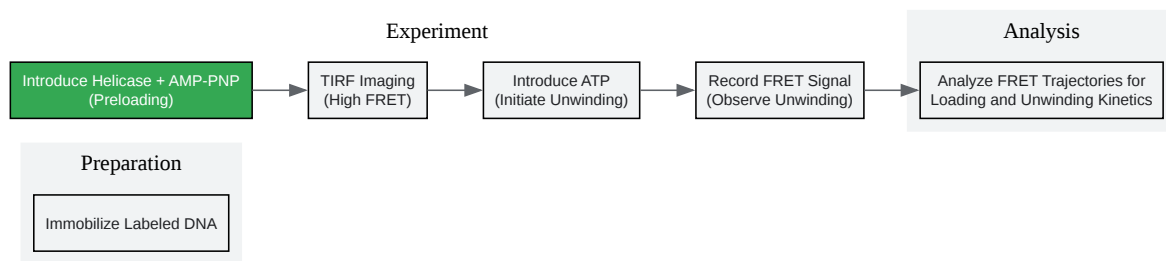 Experiment
Analysis
Introduce Helicase + AMP-PNP
(Preloading)
TIRF Imaging
(High FRET)
Introduce ATP
(Initiate Unwinding)
Record FRET Signal
(Observe Unwinding)
Analyze FRET Trajectories for
Loading and Unwinding Kinetics
Preparation
Immobilize Labeled DNA